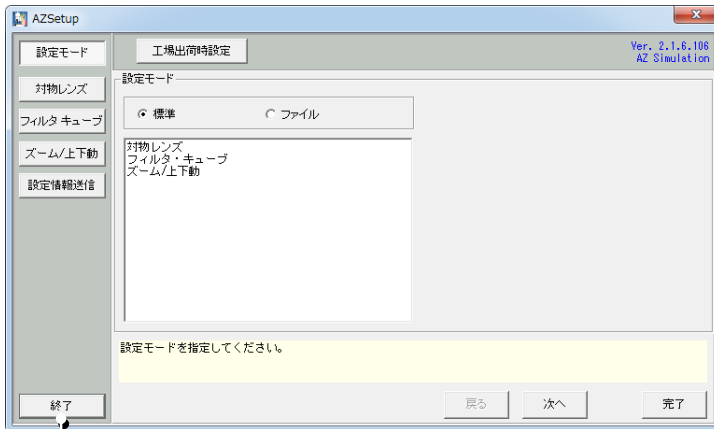 AZSetup
設定モード
工場出荷時設定
Ver. 2.1.6.106
AZ Simulation
対物レンズ
フィルタ キューブ
ズーム/上下動
設定情報送信
設定モード
標準
ファイル
対物レンズ
フィルタ・キューブ
ズーム/上下動
設定モードを指定してください。
終了
戻る
次へ
完了